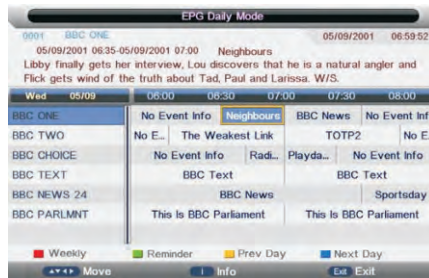 EPG Daily Mode
0001 BBC ONE 05/09/2001 06:59:52
05/09/2001 06:35-05/09/2001 07:00 Neighbours
Libby finally gets her interview, Lou discovers that he is a natural angler and
Flick gets wind of the truth about Tad, Paul and Larissa. W/S.
Wed 05/09 06:00 06:30 07:00 07:30 08:00
BBC ONE No Event Info Neighbours BBC News No Event Inf
BBC TWO No E... The Weakest Link TOTP2 No E
BBC CHOICE No Event Info Radi... Playda... No Event Info
BBC TEXT BBC Text BBC Text
BBC NEWS 24 BBC News Sportsday
BBC PARLMNT This Is BBC Parliament This Is BBC Parliament
Weekly Reminder Prev Day Next Day
Move i Info Exit Exit